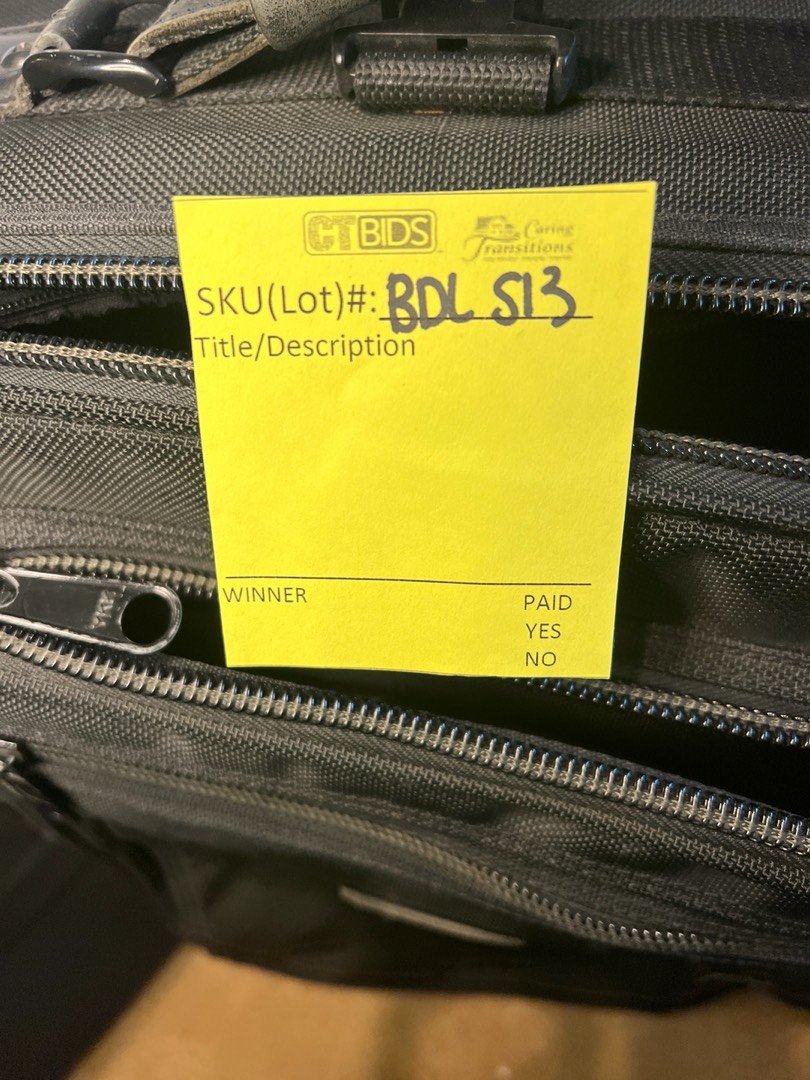 CTBIDS
Caring
Transitions
SKU(Lot)#: BDL S13
Title/Description
WINNER PAID
YES
NO